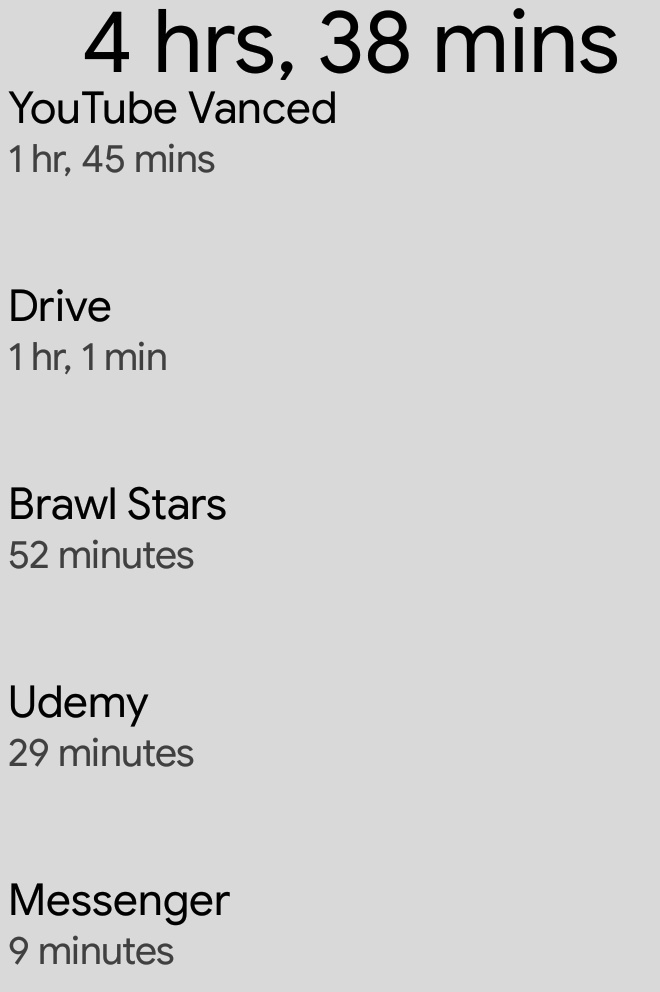 4 hrs, 38 mins
YouTube Vanced
1 hr, 45 mins
Drive
1 hr, 1 min
Brawl Stars
52 minutes
Udemy
29 minutes
Messenger
9 minutes